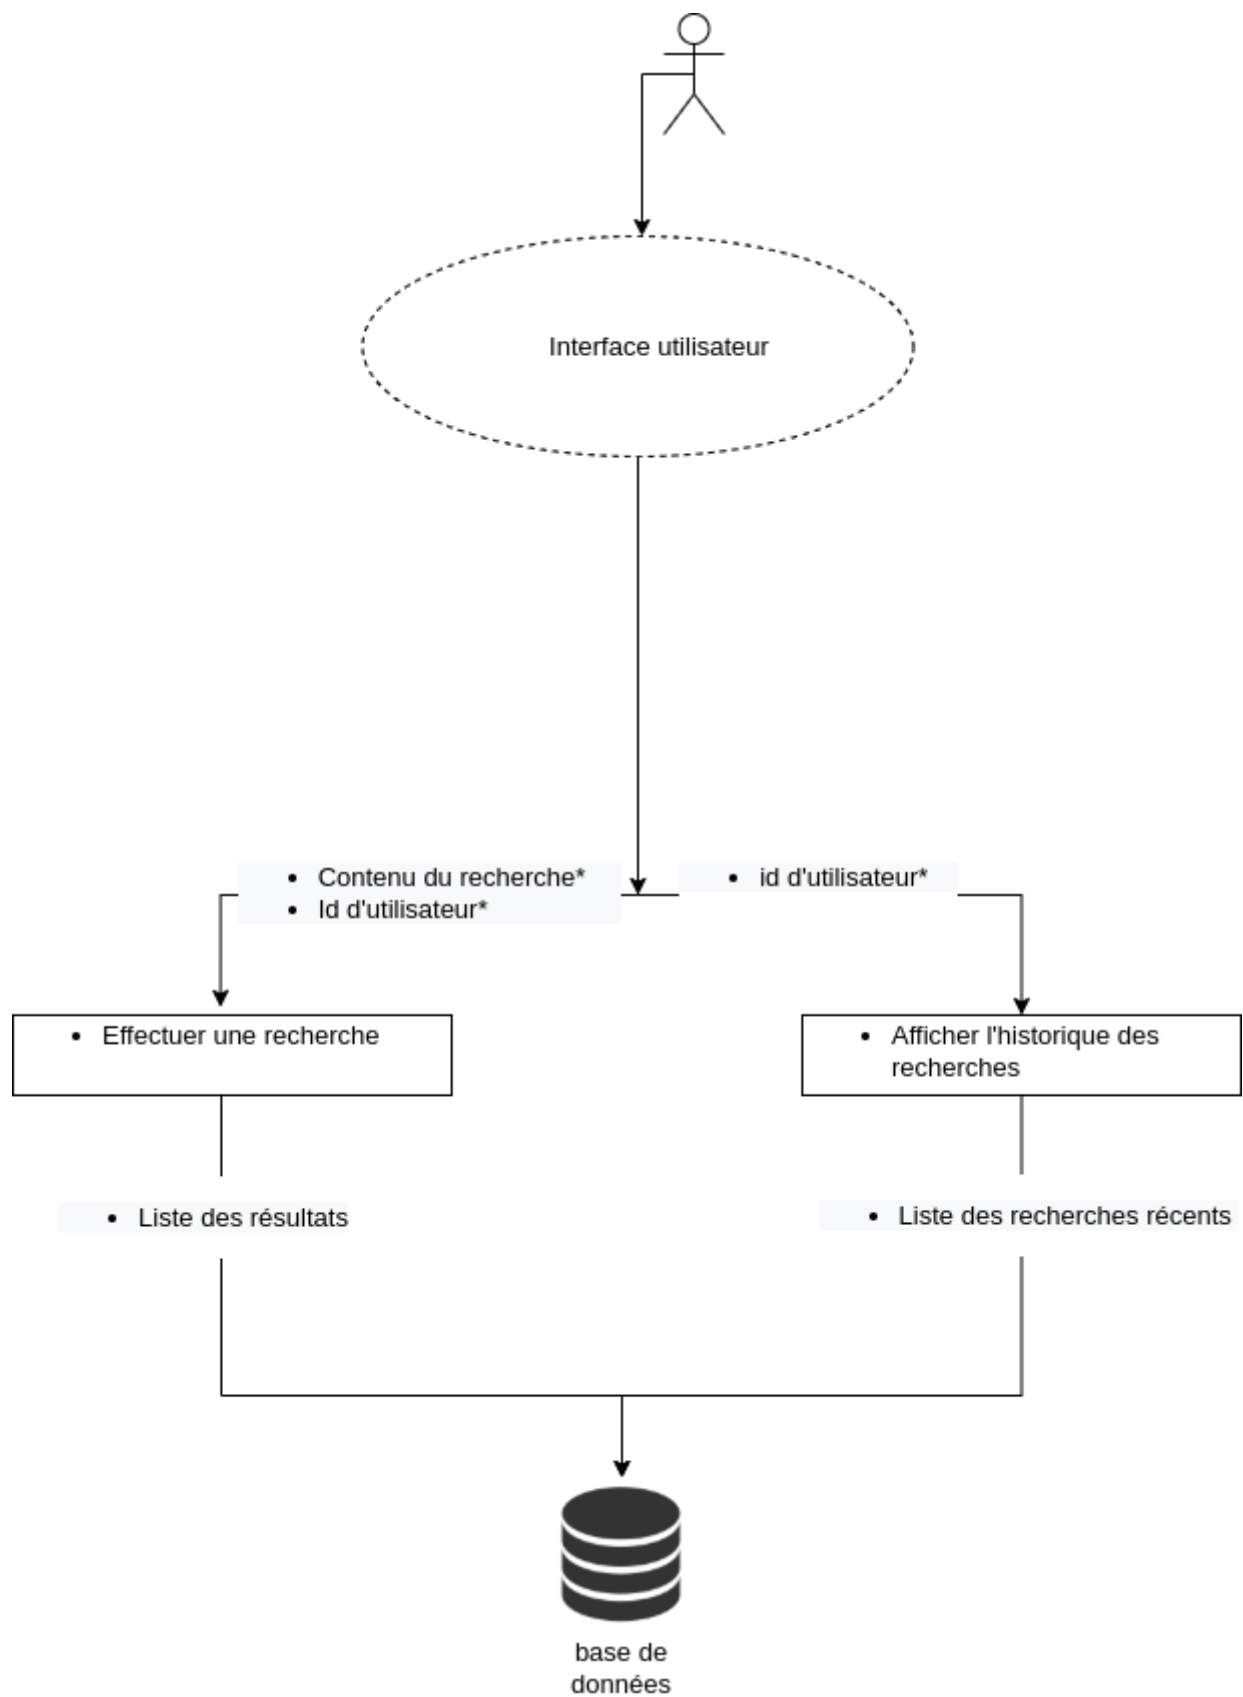 Interface utilisateur
• Contenu du recherche*
• Id d'utilisateur*
• id d'utilisateur*
• Effectuer une recherche
• Afficher l'historique des
recherches
• Liste des résultats
• Liste des recherches récents
base de
données